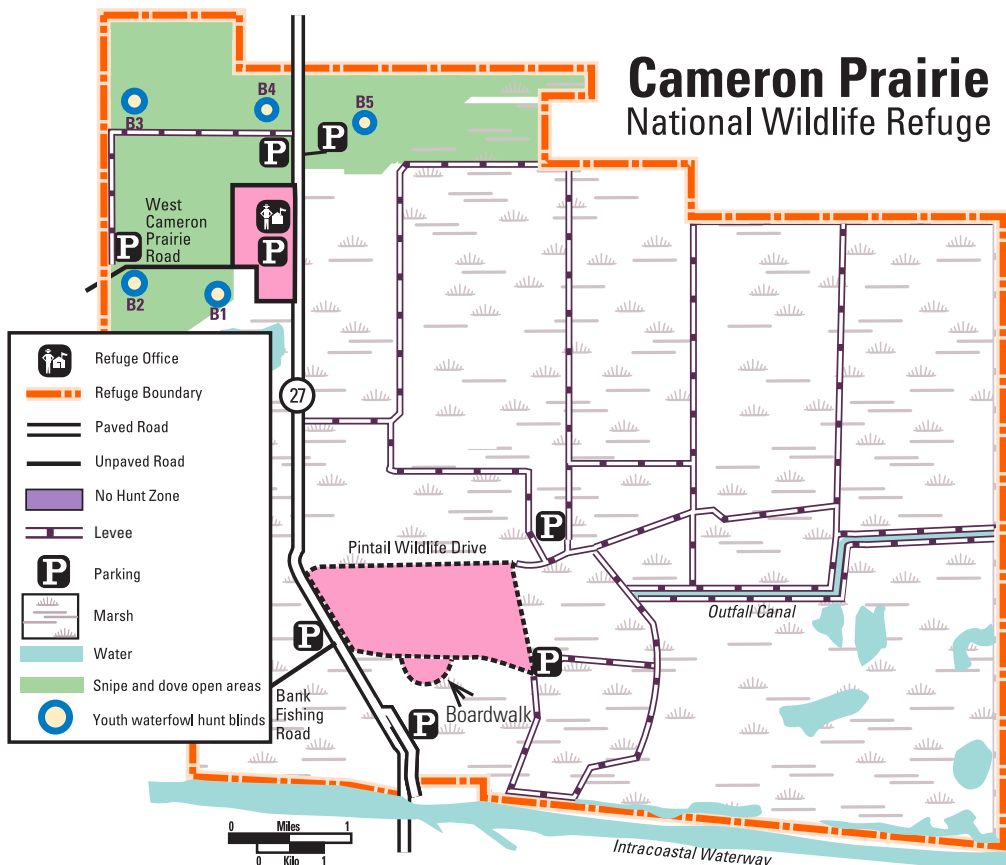 Cameron Prairie
National Wildlife Refuge
B3
B4
B5
P
P
West
Cameron
Prairie
Road
P
P
B2
B1
27
Refuge Office
Refuge Boundary
Paved Road
Unpaved Road
No Hunt Zone
Levee
P
Parking
Marsh
Water
Snipe and dove open areas
Youth waterfowl hunt blinds
P
Pintail Wildlife Drive
Outfall Canal
P
P
Boardwalk
Bank
Fishing
Road
P
0 Miles 1
0 Kilo 1
Intracoastal Waterway